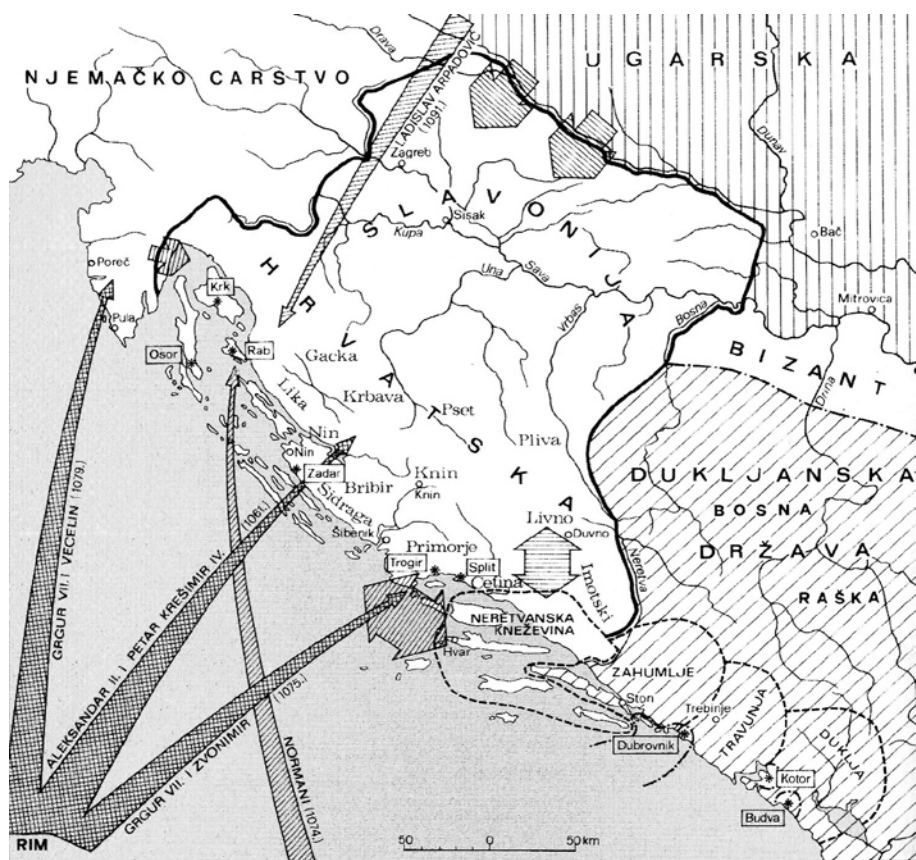 NJEMAČKO CARSTVO
UGARSKA
Drava
Dunav
LADISLAV ARPADOVIĆ (1091.)
Zagreb
SLAVONIJA
Sisak
Kupa
Bač
Poreč
HRVATSKA
Una
Sava
Mitrovica
Krk
Vrbas
Bosna
Pula
Rab
Osor
Gacka
BIZANT
Drina
Lika
Krbava
Pset
Nin
Pliva
Nin
Zadar
Knin
Knin
DUKLJANSKA
Bribir
BOSNA
Sidraga
Livno
Šibenik
Duvno
DRŽAVA
Primorje
Neretva
Trogir
Split
Cetina
Imotski
RAŠKA
NERETVANSKA
KNEŽEVINA
Hvar
ZAHUMLJE
Ston
Trebinje
TRAVUNJA
Dubrovnik
DUKLJA
Kotor
Budva
GRGUR VII. I VECELIN (1079.)
ALEKSANDAR II. I PETAR KREŠIMIR IV. (1061.)
GRGUR VII. I ZVONIMIR (1075.)
NORMANI (1074.)
RIM
50 0 50 km